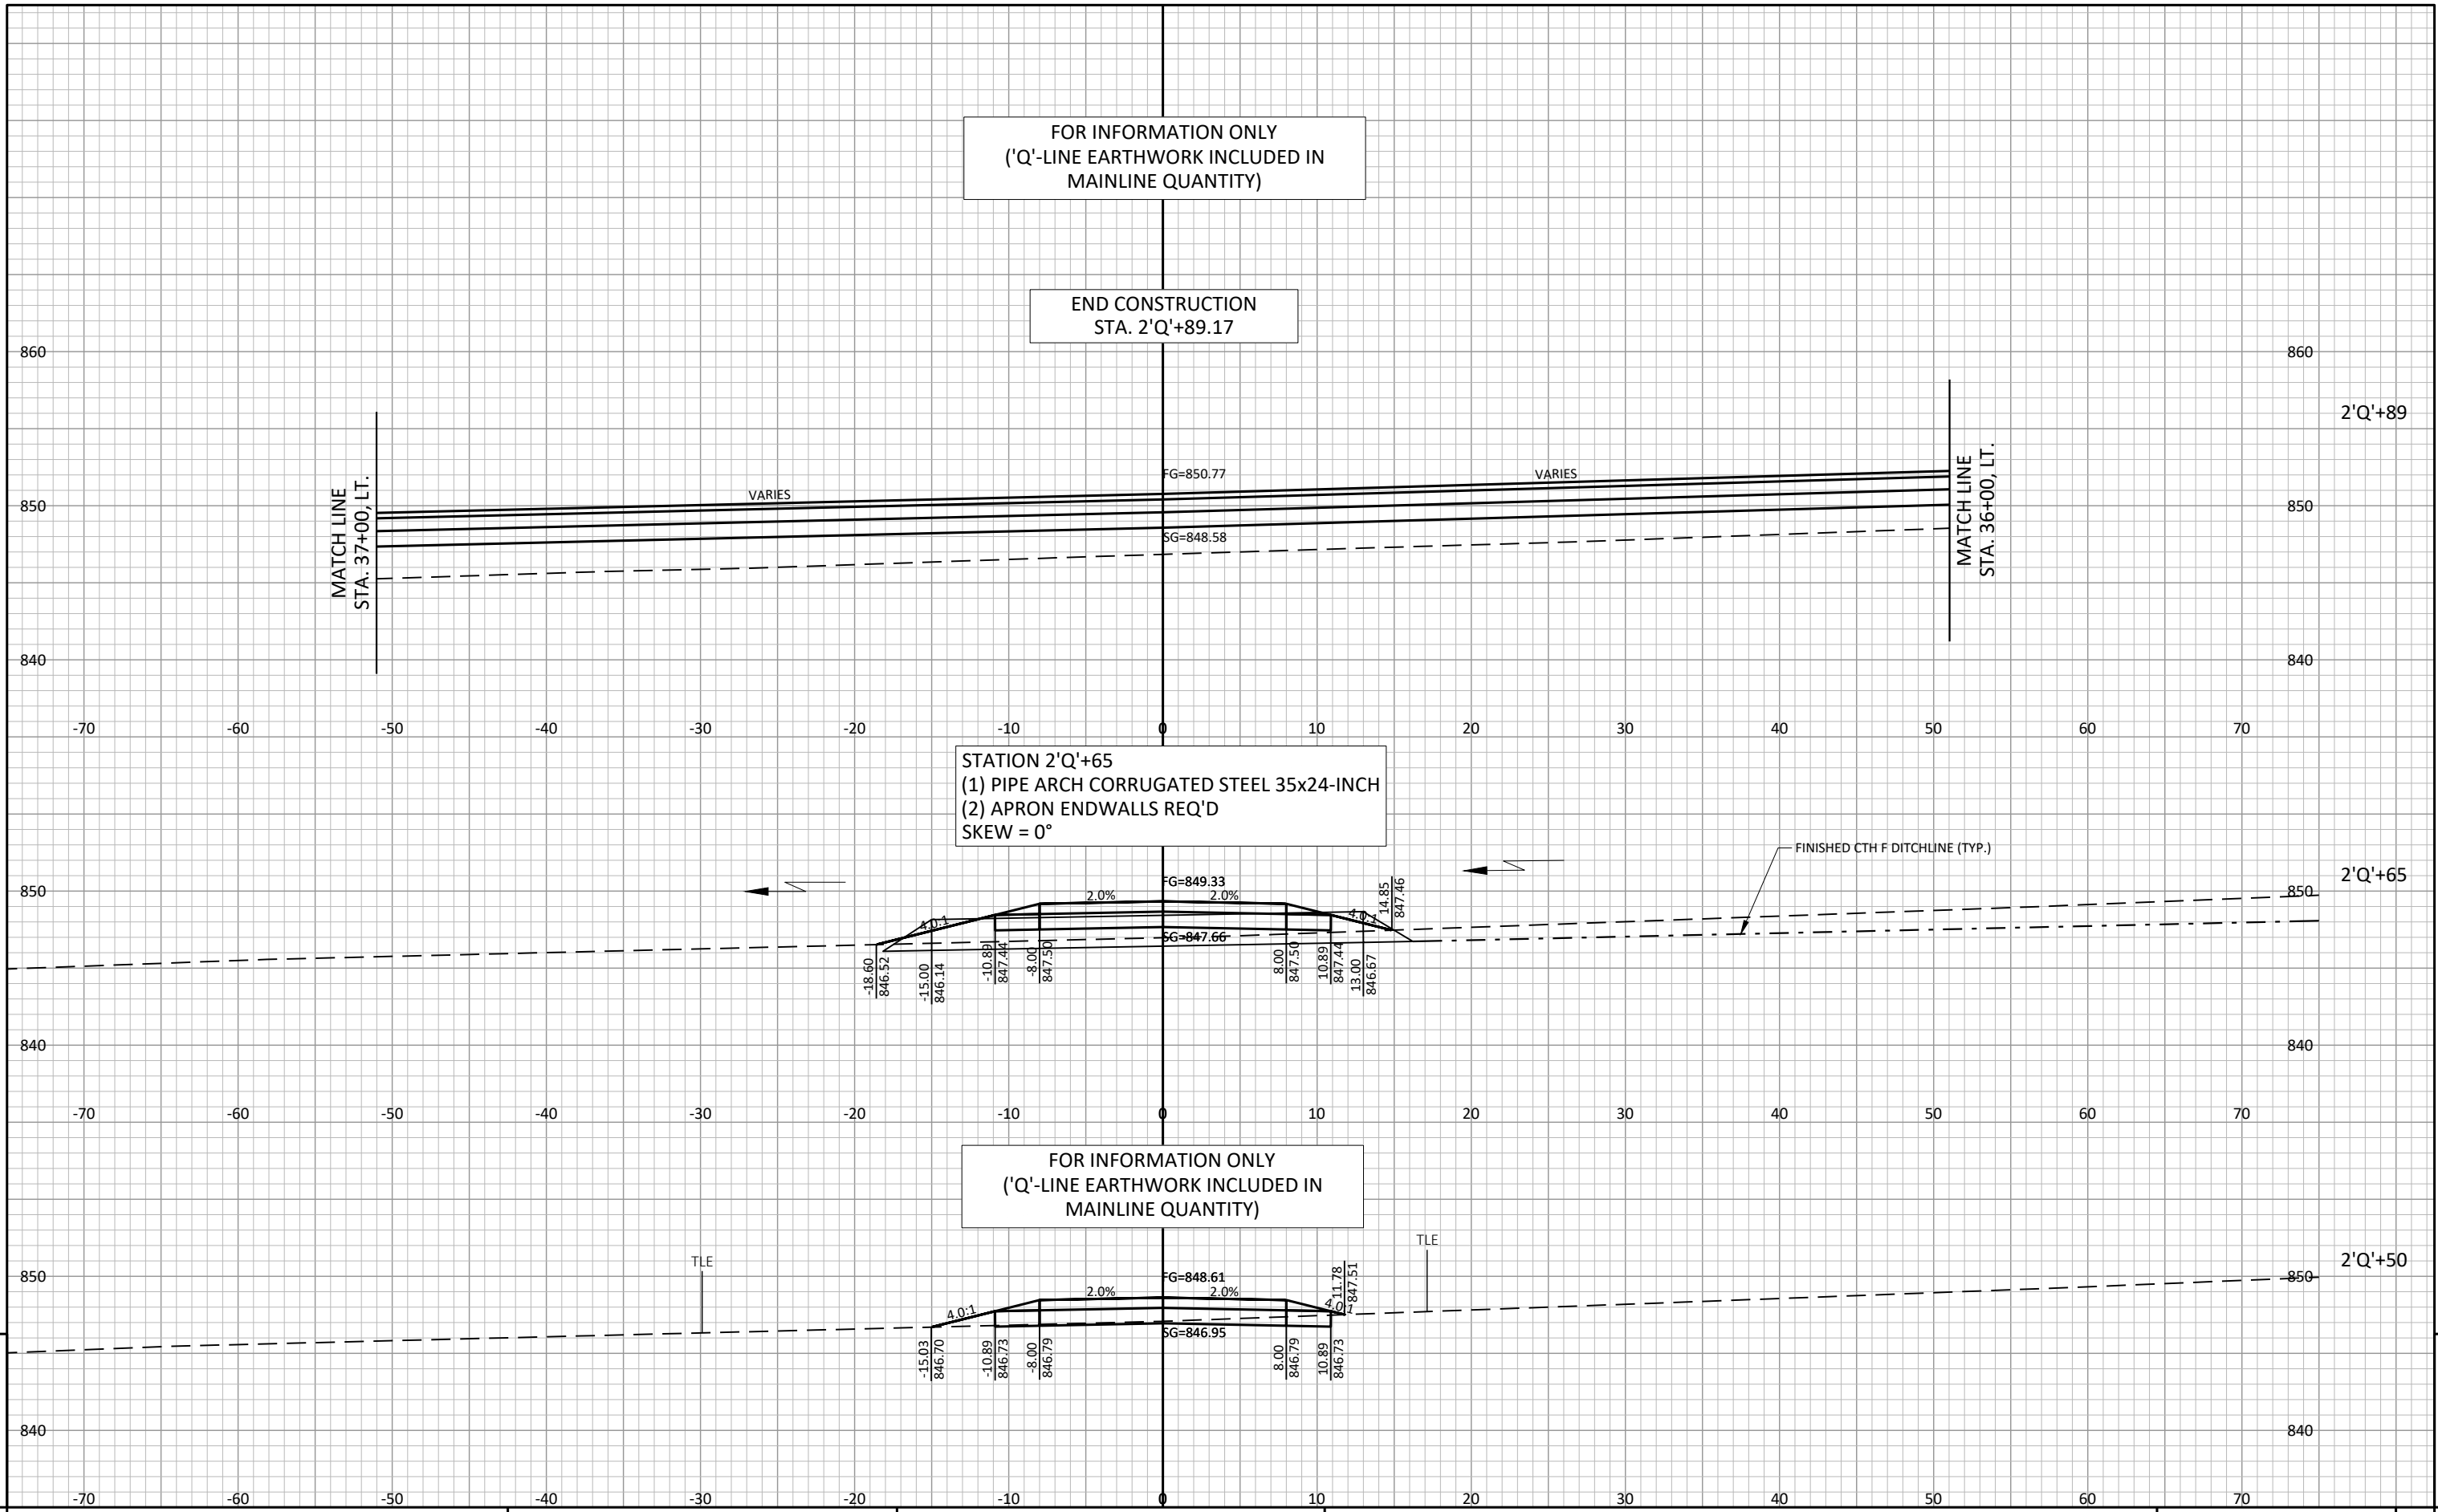 FOR INFORMATION ONLY
('Q'-LINE EARTHWORK INCLUDED IN
MAINLINE QUANTITY)
END CONSTRUCTION
STA. 2'Q'+89.17
860
860
2'Q'+89
MATCH LINE
STA. 37+00, LT.
VARIES
FG=850.77
VARIES
MATCH LINE
STA. 36+00, LT.
850
850
SG=848.58
840
840
-70 -60 -50 -40 -30 -20 -10 0 10 20 30 40 50 60 70
STATION 2'Q'+65
(1) PIPE ARCH CORRUGATED STEEL 35x24-INCH
(2) APRON ENDWALLS REQ'D
SKEW = 0°
FINISHED CTH F DITCHLINE (TYP.)
2'Q'+65
850
850
FG=849.33
2.0%
2.0%
4.0:1
4.0:1
14.85
847.46
SG=847.66
-18.60
846.52
-15.00
846.14
-10.89
847.44
-8.00
847.50
8.00
847.50
10.89
847.44
13.00
846.67
840
840
-70 -60 -50 -40 -30 -20 -10 0 10 20 30 40 50 60 70
FOR INFORMATION ONLY
('Q'-LINE EARTHWORK INCLUDED IN
MAINLINE QUANTITY)
TLE
TLE
2'Q'+50
850
850
FG=848.61
2.0%
2.0%
4.0:1
4.0:1
11.78
847.51
SG=846.95
-15.03
846.70
-10.89
846.73
-8.00
846.79
8.00
846.79
10.89
846.73
840
840
-70 -60 -50 -40 -30 -20 -10 0 10 20 30 40 50 60 70